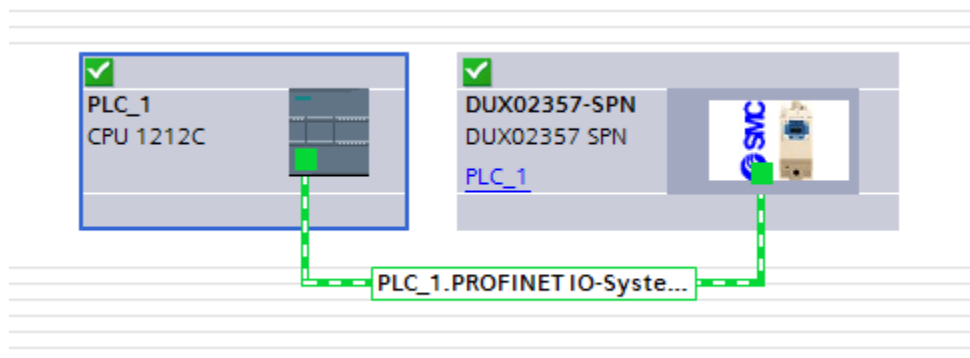 PLC_1
CPU 1212C
DUX02357-SPN
DUX02357 SPN
PLC_1
SMC
PLC_1.PROFINET IO-Syste...